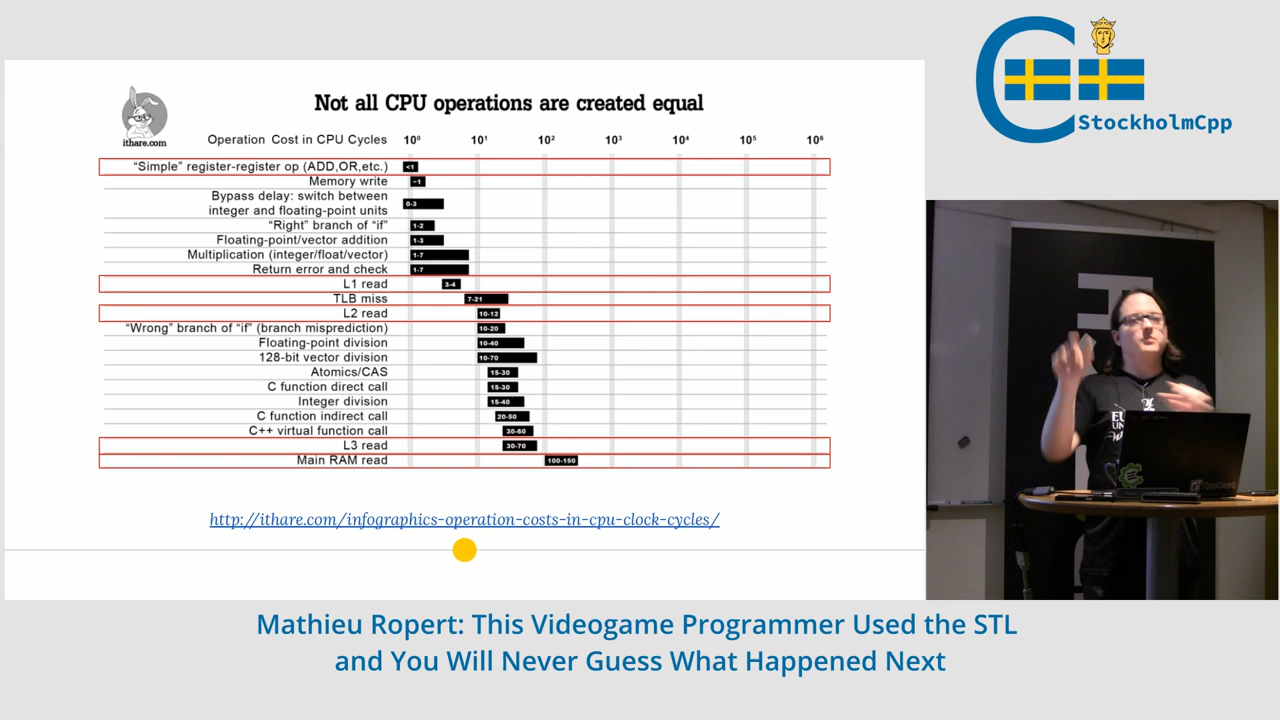 StockholmCpp
ithare.com
Not all CPU operations are created equal
Operation Cost in CPU Cycles 10⁰ 10¹ 10² 10³ 10⁴ 10⁵ 10⁶
“Simple” register-register op (ADD,OR,etc.) <1
Memory write ~1
Bypass delay: switch between
integer and floating-point units 0-3
“Right” branch of “if” 1-2
Floating-point/vector addition 1-3
Multiplication (integer/float/vector) 1-7
Return error and check 1-7
L1 read 3-4
TLB miss 7-21
L2 read 10-12
“Wrong” branch of “if” (branch misprediction) 10-20
Floating-point division 10-40
128-bit vector division 10-70
Atomics/CAS 15-30
C function direct call 15-30
Integer division 15-40
C function indirect call 20-50
C++ virtual function call 30-60
L3 read 30-70
Main RAM read 100-150
http://ithare.com/infographics-operation-costs-in-cpu-clock-cycles/
Mathieu Ropert: This Videogame Programmer Used the STL
and You Will Never Guess What Happened Next